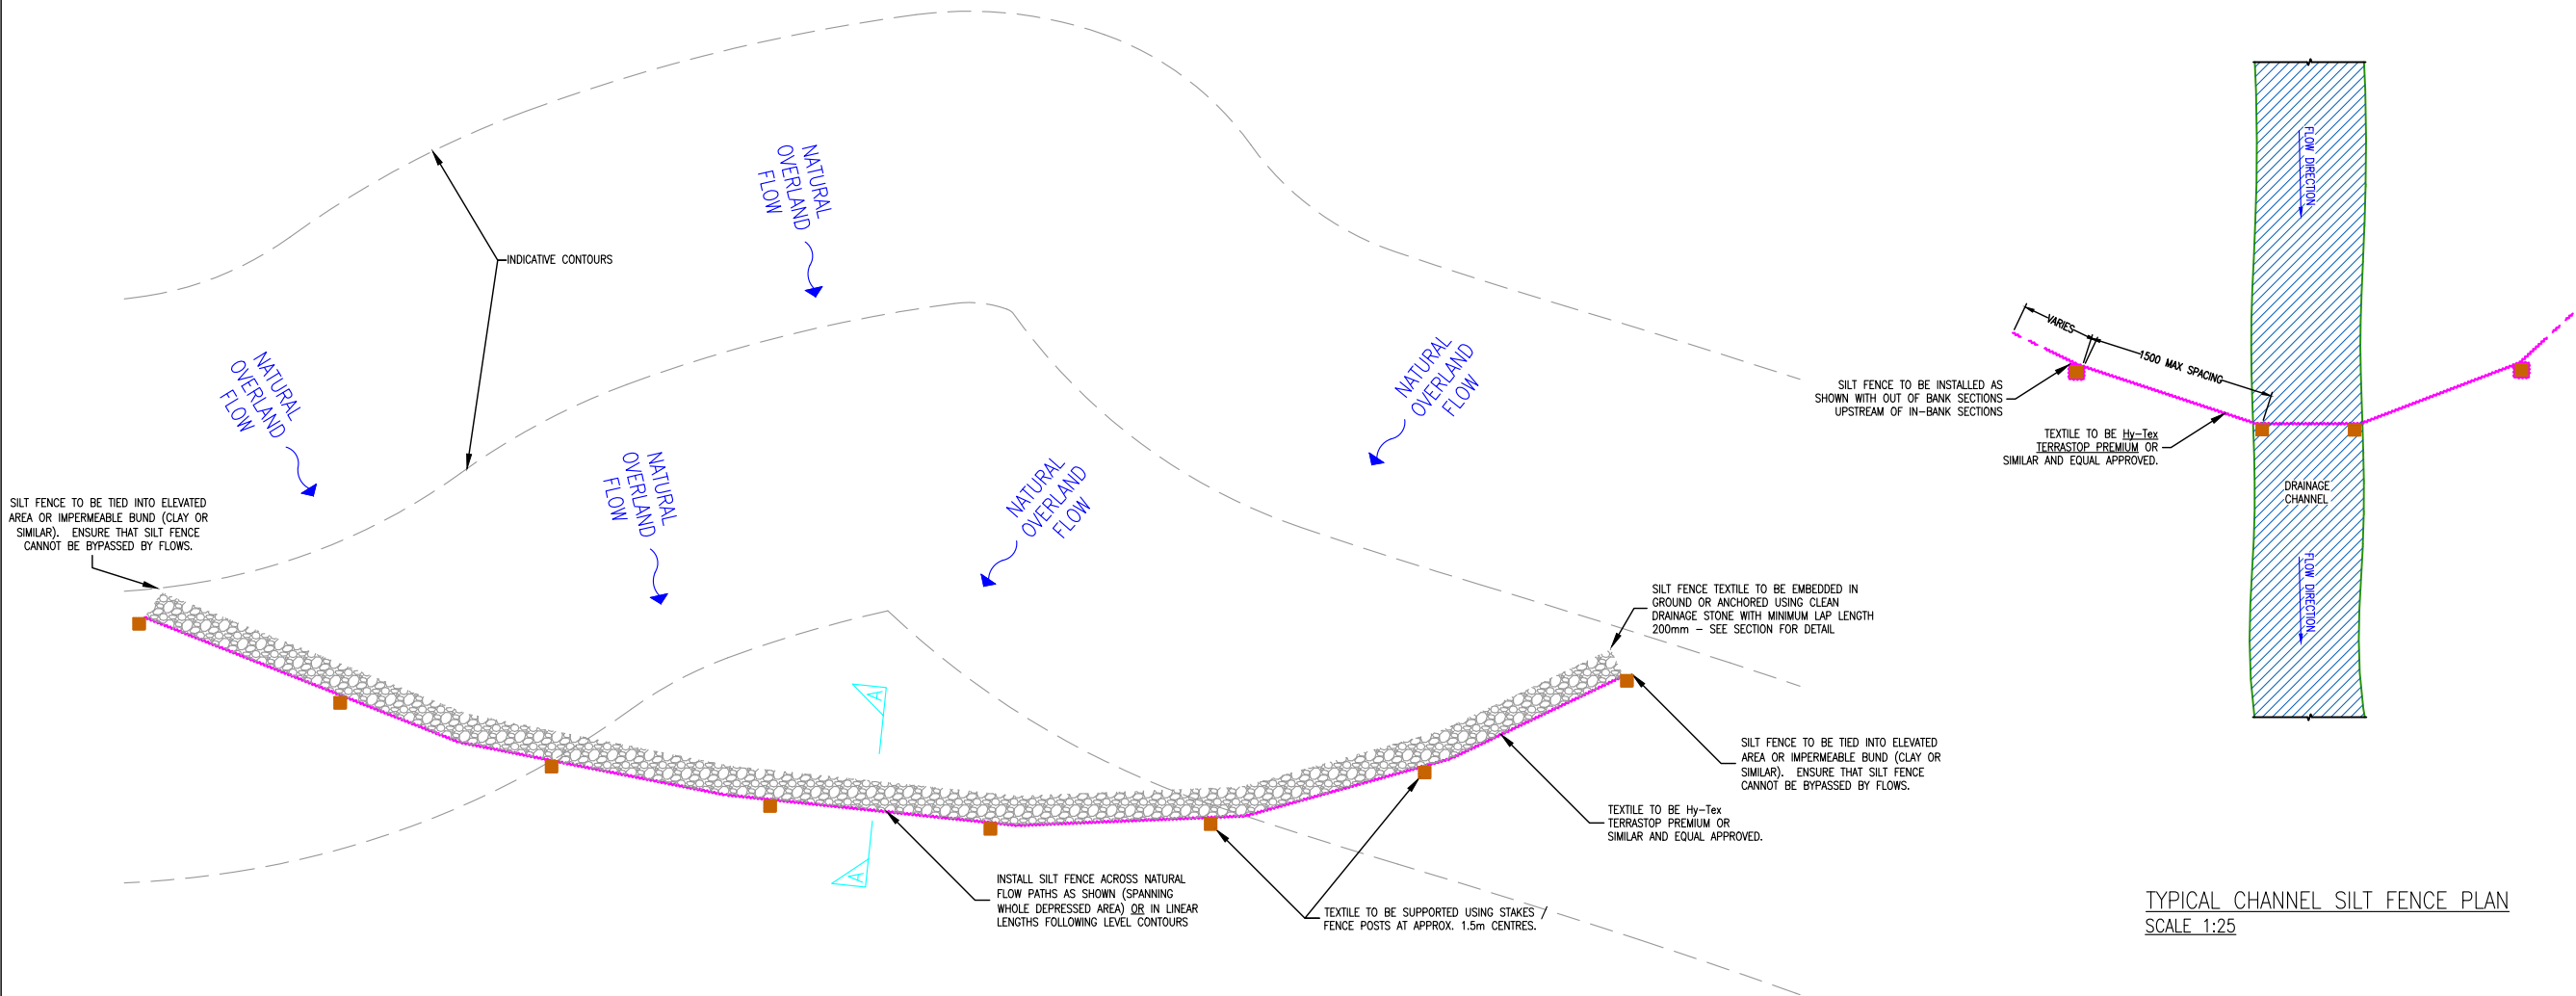 NATURAL
OVERLAND
FLOW
INDICATIVE CONTOURS
NATURAL
OVERLAND
FLOW
NATURAL
OVERLAND
FLOW
NATURAL
OVERLAND
FLOW
NATURAL
OVERLAND
FLOW
SILT FENCE TO BE TIED INTO ELEVATED
AREA OR IMPERMEABLE BUND (CLAY OR
SIMILAR). ENSURE THAT SILT FENCE
CANNOT BE BYPASSED BY FLOWS.
SILT FENCE TEXTILE TO BE EMBEDDED IN
GROUND OR ANCHORED USING CLEAN
DRAINAGE STONE WITH MINIMUM LAP LENGTH
200mm - SEE SECTION FOR DETAIL
A
A
SILT FENCE TO BE TIED INTO ELEVATED
AREA OR IMPERMEABLE BUND (CLAY OR
SIMILAR). ENSURE THAT SILT FENCE
CANNOT BE BYPASSED BY FLOWS.
TEXTILE TO BE Hy-Tex
TERRASTOP PREMIUM OR
SIMILAR AND EQUAL APPROVED.
INSTALL SILT FENCE ACROSS NATURAL
FLOW PATHS AS SHOWN (SPANNING
WHOLE DEPRESSED AREA) OR IN LINEAR
LENGTHS FOLLOWING LEVEL CONTOURS
TEXTILE TO BE SUPPORTED USING STAKES /
FENCE POSTS AT APPROX. 1.5m CENTRES.
FLOW DIRECTION
VARIES
1500 MAX SPACING
SILT FENCE TO BE INSTALLED AS
SHOWN WITH OUT OF BANK SECTIONS
UPSTREAM OF IN-BANK SECTIONS
TEXTILE TO BE Hy-Tex
TERRASTOP PREMIUM OR
SIMILAR AND EQUAL APPROVED.
DRAINAGE
CHANNEL
FLOW DIRECTION
TYPICAL CHANNEL SILT FENCE PLAN
SCALE 1:25